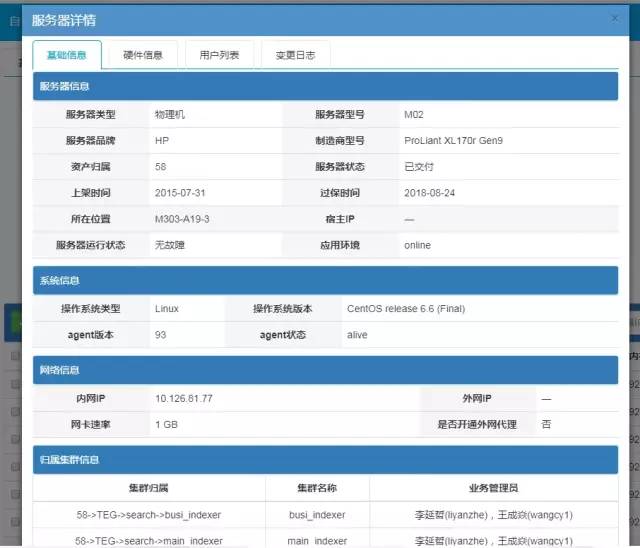 服务器详情 ×
基础信息 硬件信息 用户列表 变更日志
服务器信息
服务器类型 物理机 服务器型号 M02
服务器品牌 HP 制造商型号 ProLiant XL170r Gen9
资产归属 58 服务器状态 已交付
上架时间 2015-07-31 过保时间 2018-08-24
所在位置 M303-A19-3 宿主IP —
服务器运行状态 无故障 应用环境 online
系统信息
操作系统类型 Linux 操作系统版本 CentOS release 6.6 (Final)
agent版本 93 agent状态 alive
网络信息
内网IP 10.126.81.77 外网IP —
网卡速率 1 GB 是否开通外网代理 否
归属集群信息
集群归属 集群名称 业务管理员
58->TEG->search->busi_indexer busi_indexer 李延哲(liyanzhe)，王成焱(wangcy1)
58->TEG->search->main_indexer main_indexer 李延哲(liyanzhe)，王成焱(wangcy1)